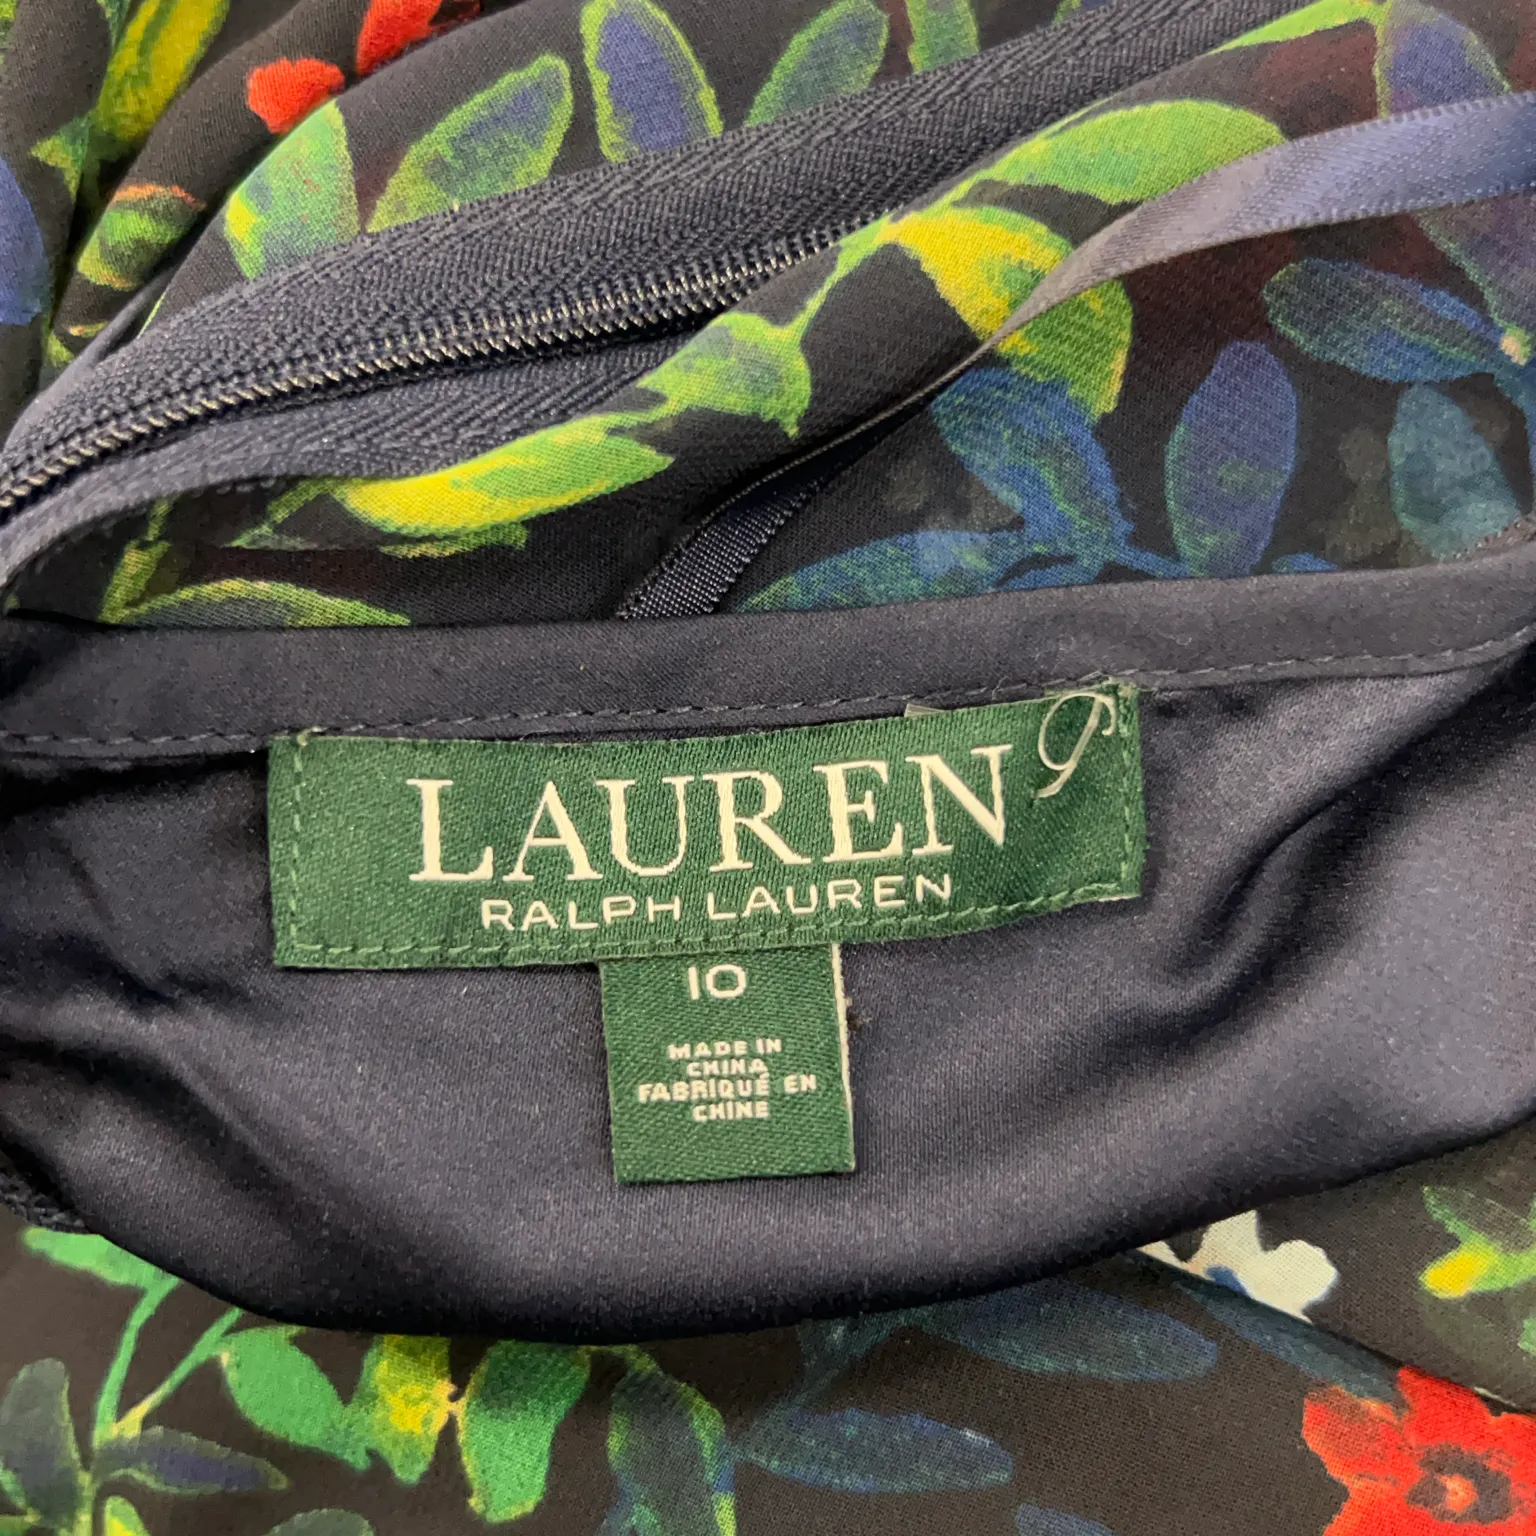 LAUREN
RALPH LAUREN
10
MADE IN
CHINA
FABRIQUÉ EN
CHINE